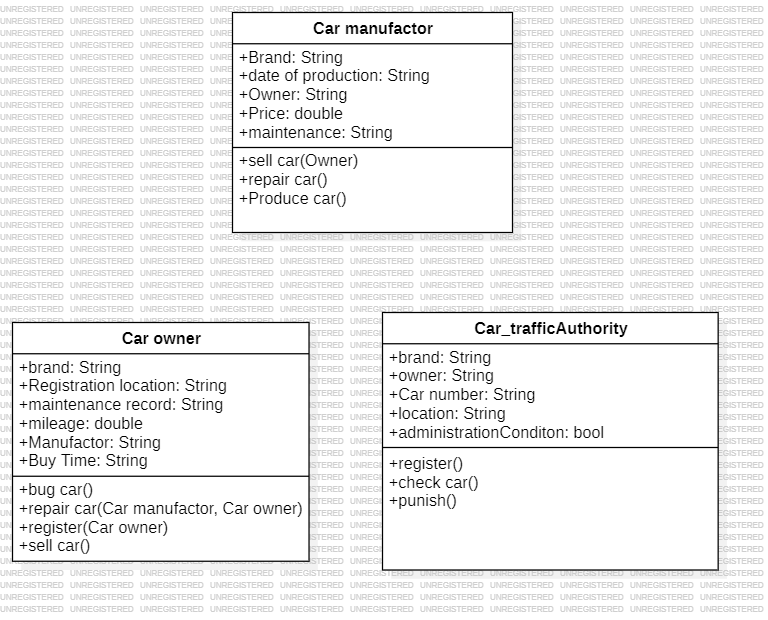 Car manufactor
+Brand: String
+date of production: String
+Owner: String
+Price: double
+maintenance: String
+sell car(Owner)
+repair car()
+Produce car()
Car owner
+brand: String
+Registration location: String
+maintenance record: String
+mileage: double
+Manufactor: String
+Buy Time: String
+bug car()
+repair car(Car manufactor, Car owner)
+register(Car owner)
+sell car()
Car_trafficAuthority
+brand: String
+owner: String
+Car number: String
+location: String
+administrationConditon: bool
+register()
+check car()
+punish()
UNREGISTERED